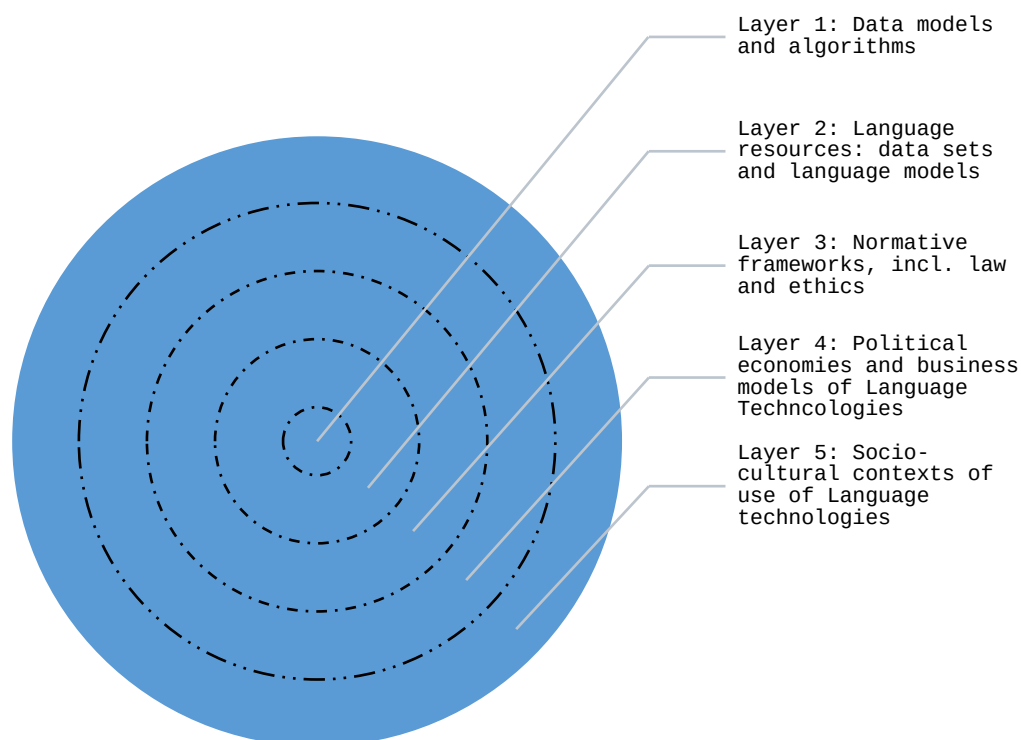 Layer 1: Data models
and algorithms
Layer 2: Language
resources: data sets
and language models
Layer 3: Normative
frameworks, incl. law
and ethics
Layer 4: Political
economies and business
models of Language
Techncologies
Layer 5: Socio-
cultural contexts of
use of Language
technologies